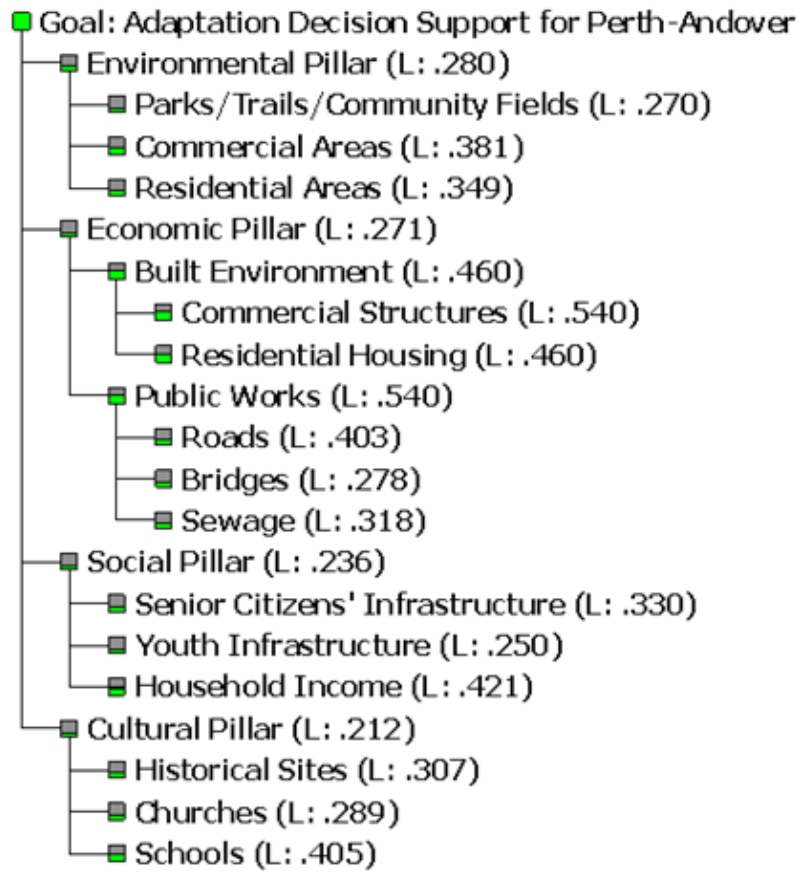 Goal: Adaptation Decision Support for Perth-Andover
Environmental Pillar (L: .280)
Parks/Trails/Community Fields (L: .270)
Commercial Areas (L: .381)
Residential Areas (L: .349)
Economic Pillar (L: .271)
Built Environment (L: .460)
Commercial Structures (L: .540)
Residential Housing (L: .460)
Public Works (L: .540)
Roads (L: .403)
Bridges (L: .278)
Sewage (L: .318)
Social Pillar (L: .236)
Senior Citizens' Infrastructure (L: .330)
Youth Infrastructure (L: .250)
Household Income (L: .421)
Cultural Pillar (L: .212)
Historical Sites (L: .307)
Churches (L: .289)
Schools (L: .405)